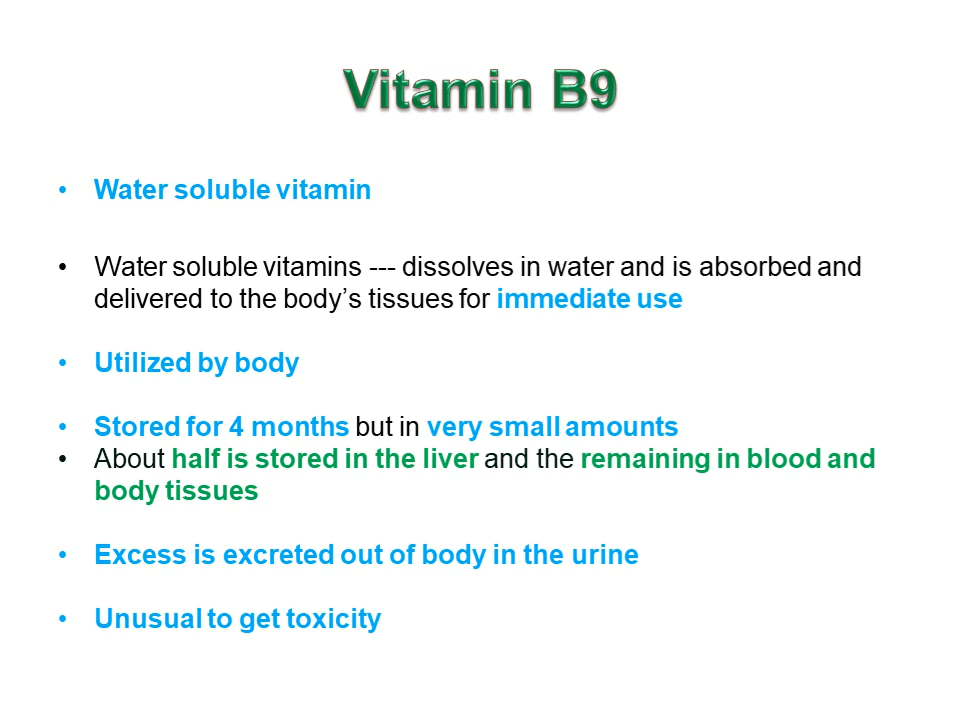 Vitamin B9
• Water soluble vitamin
• Water soluble vitamins --- dissolves in water and is absorbed and
delivered to the body’s tissues for immediate use
• Utilized by body
• Stored for 4 months but in very small amounts
• About half is stored in the liver and the remaining in blood and
body tissues
• Excess is excreted out of body in the urine
• Unusual to get toxicity